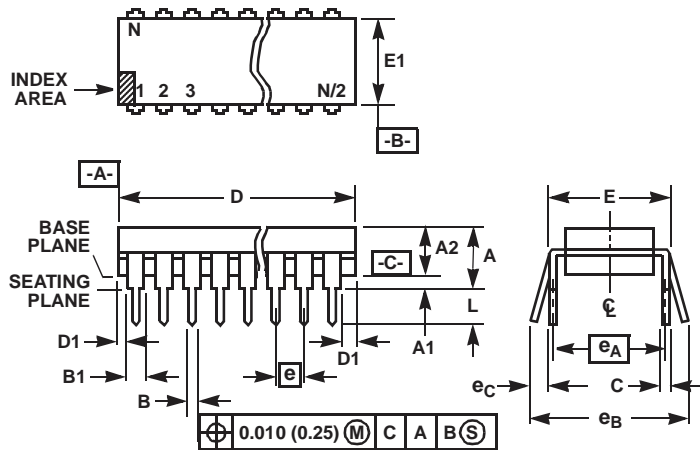 N
E1
INDEX
AREA
1 2 3 N/2
-B-
-A-
D
E
BASE
PLANE
A2
A
-C-
SEATING
PLANE
L
CL
D1
A1
D1
eA
B1
e
eC
C
B
eB
0.010 (0.25) M C A B S